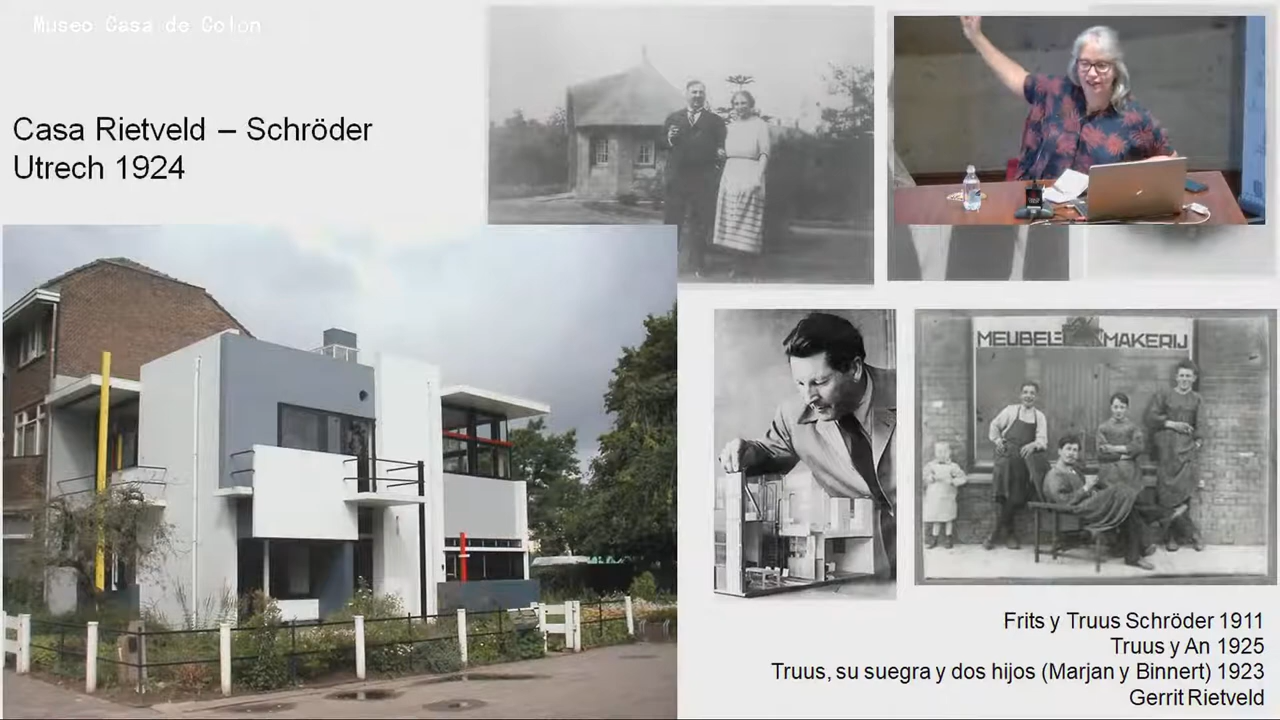 Museo Casa de Colon
Casa Rietveld – Schröder
Utrech 1924
MEUBELMAKERIJ
Frits y Truus Schröder 1911
Truus y An 1925
Truus, su suegra y dos hijos (Marjan y Binnert) 1923
Gerrit Rietveld